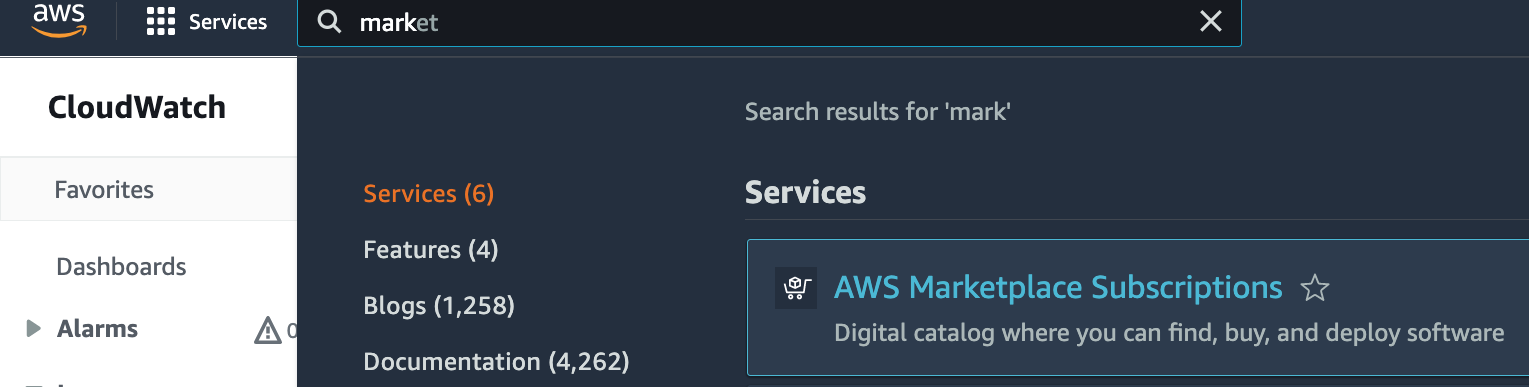 aws
Services
market
CloudWatch
Search results for 'mark'
Favorites
Services (6)
Services
Features (4)
Dashboards
AWS Marketplace Subscriptions
Blogs (1,258)
Alarms
0
Digital catalog where you can find, buy, and deploy software
Documentation (4,262)